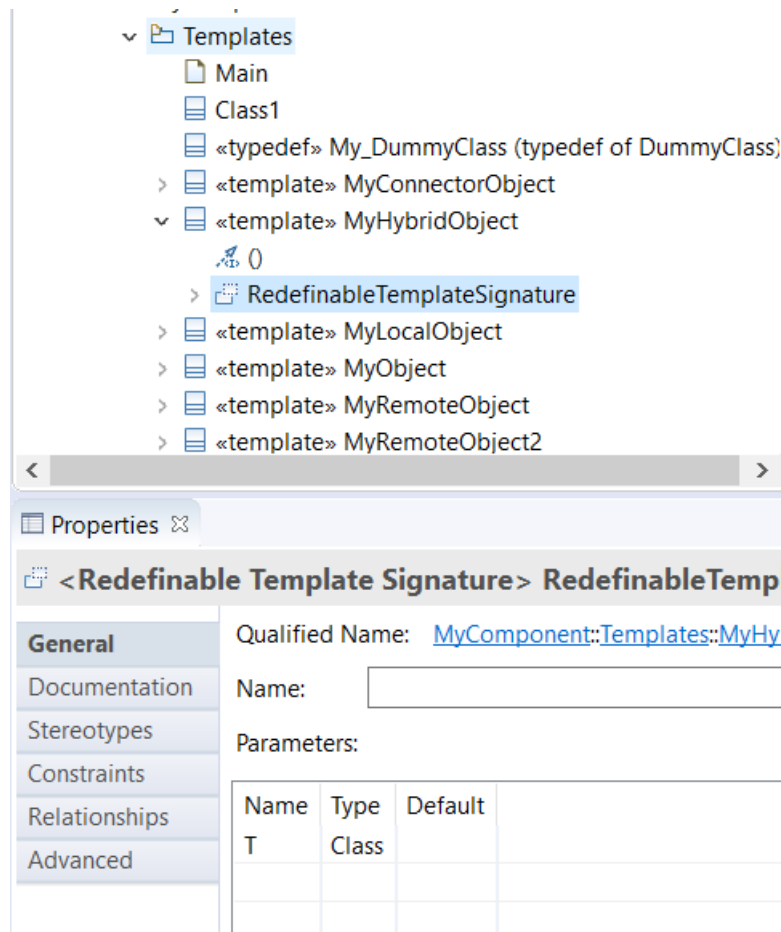 Templates
Main
Class1
«typedef» My_DummyClass (typedef of DummyClass)
«template» MyConnectorObject
«template» MyHybridObject
()
RedefinableTemplateSignature
«template» MyLocalObject
«template» MyObject
«template» MyRemoteObject
«template» MyRemoteObject2
Properties
<Redefinable Template Signature> RedefinableTemp
General
Qualified Name: MyComponent::Templates::MyHy
Documentation
Name:
Stereotypes
Parameters:
Constraints
Relationships
Name Type Default
Advanced
T Class